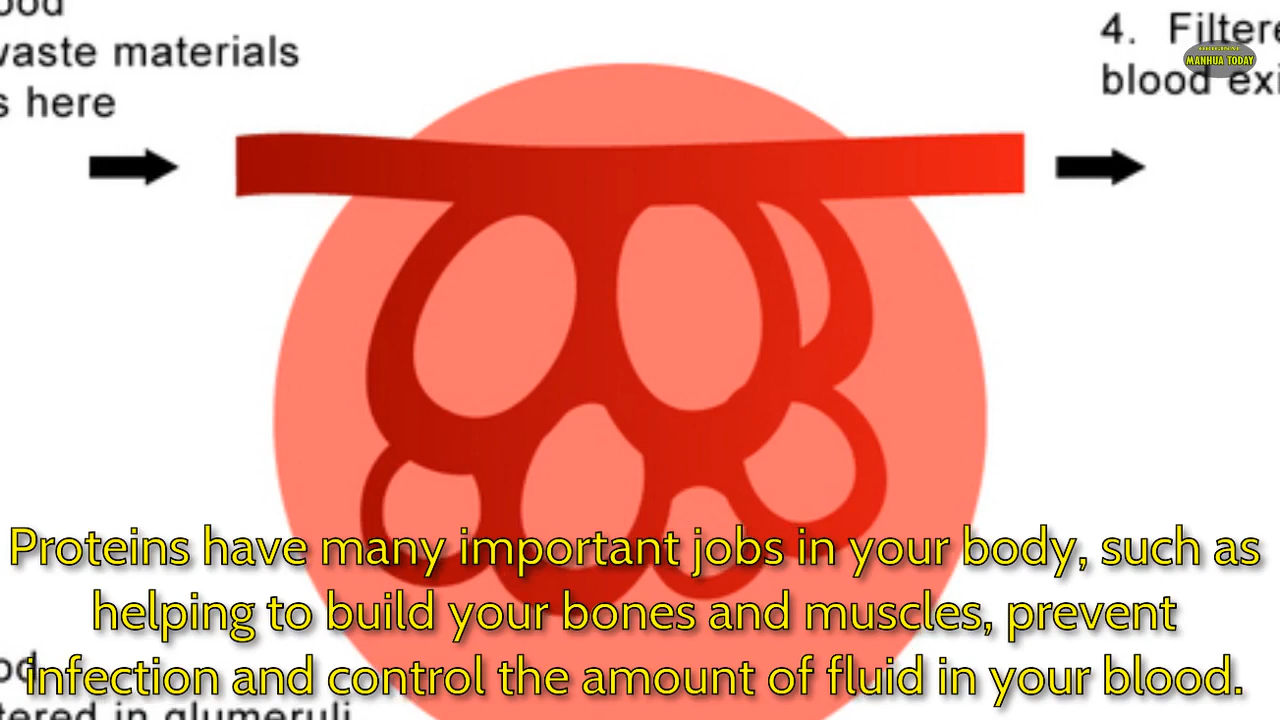 waste materials
s here
4. Filtere
blood exi
ORIGINAL
MANHUA TODAY
Proteins have many important jobs in your body, such as
helping to build your bones and muscles, prevent
infection and control the amount of fluid in your blood.
tered in glumeruli